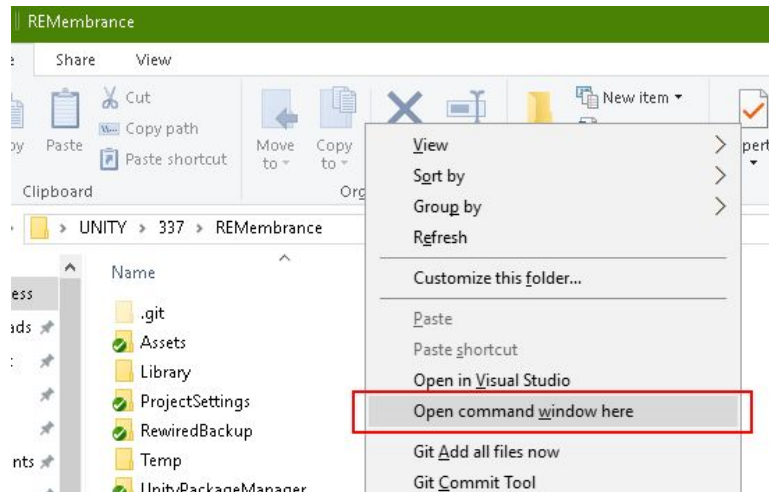 REMembrance
Share View
Cut
Copy path
Paste shortcut
Paste
Move to
Copy to
New item
Clipboard
UNITY > 337 > REMembrance
Name
.git
Assets
Library
ProjectSettings
RewiredBackup
Temp
UnityPackageManager
View
Sort by
Group by
Refresh
Customize this folder...
Paste
Paste shortcut
Open in Visual Studio
Open command window here
Git Add all files now
Git Commit Tool